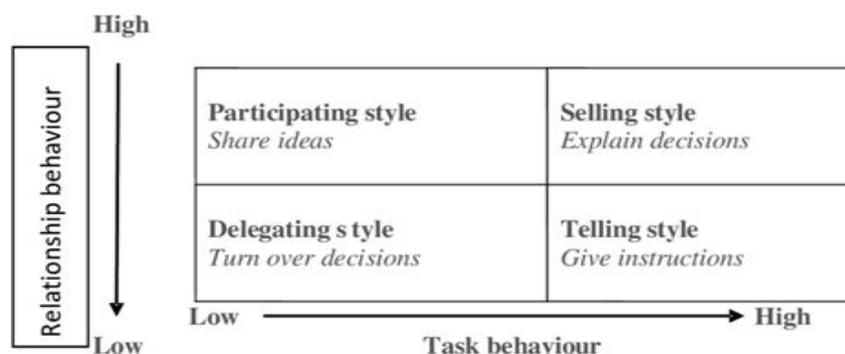 High
Relationship behaviour
Participating style
Share ideas
Selling style
Explain decisions
Delegating s tyle
Turn over decisions
Telling style
Give instructions
Low
Low
High
Task behaviour